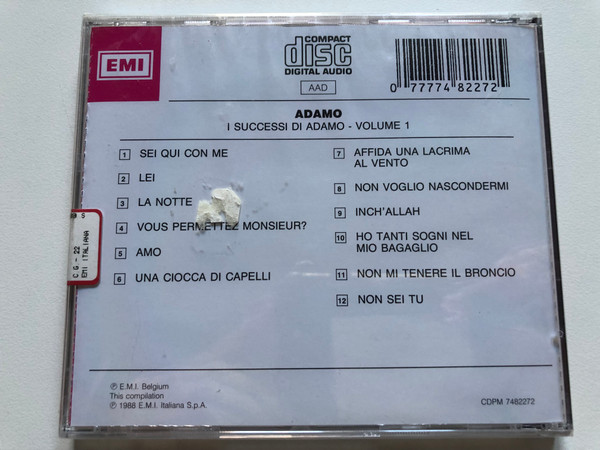 EMI
COMPACT
disc
DIGITAL AUDIO
AAD
0 77774 82272
ADAMO
I SUCCESSI DI ADAMO - VOLUME 1
1 SEI QUI CON ME
2 LEI
3 LA NOTTE
4 VOUS PERMETTEZ MONSIEUR?
5 AMO
6 UNA CIOCCA DI CAPELLI
7 AFFIDA UNA LACRIMA
AL VENTO
8 NON VOGLIO NASCONDERMI
9 INCH'ALLAH
10 HO TANTI SOGNI NEL
MIO BAGAGLIO
11 NON MI TENERE IL BRONCIO
12 NON SEI TU
S
C G - 22
EMI ITALIANA
℗ E.M.I. Belgium
This compilation
℗ 1988 E.M.I. Italiana S.p.A.
CDPM 7482272